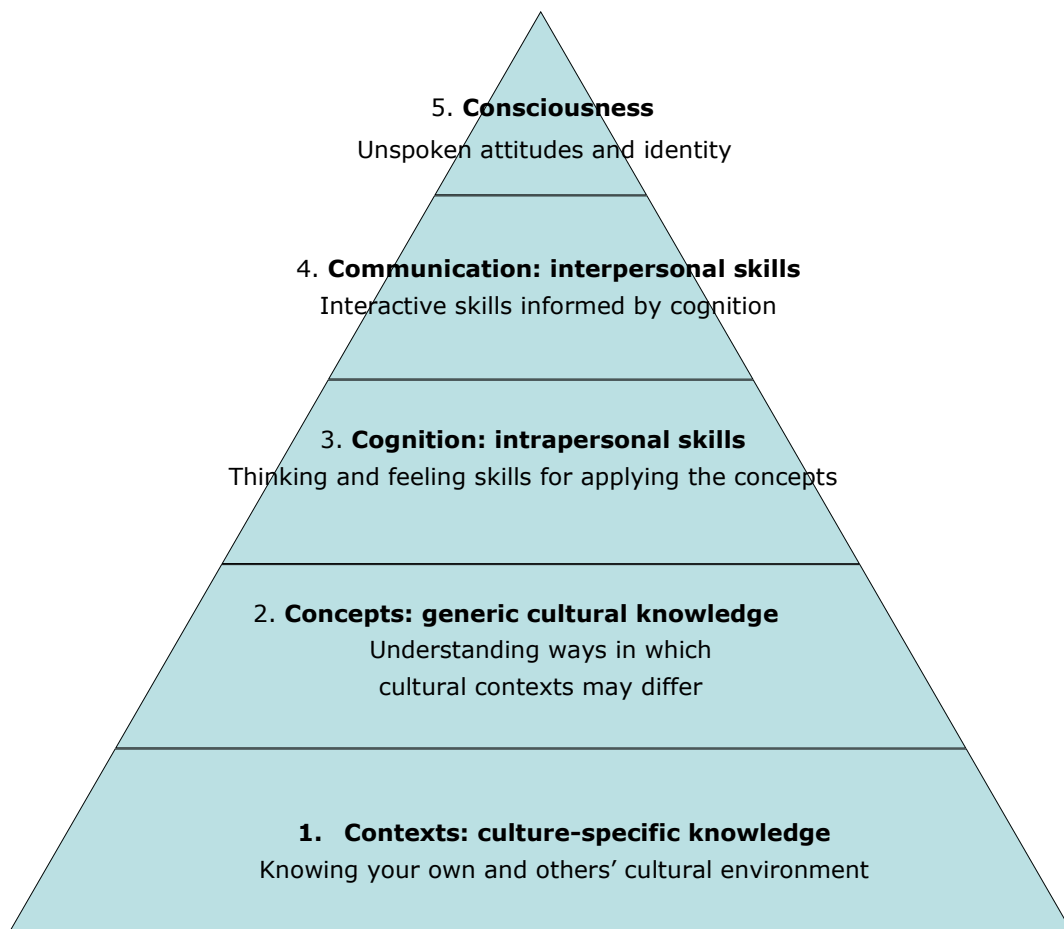 5. Consciousness
Unspoken attitudes and identity
4. Communication: interpersonal skills
Interactive skills informed by cognition
3. Cognition: intrapersonal skills
Thinking and feeling skills for applying the concepts
2. Concepts: generic cultural knowledge
Understanding ways in which
cultural contexts may differ
1. Contexts: culture-specific knowledge
Knowing your own and others’ cultural environment